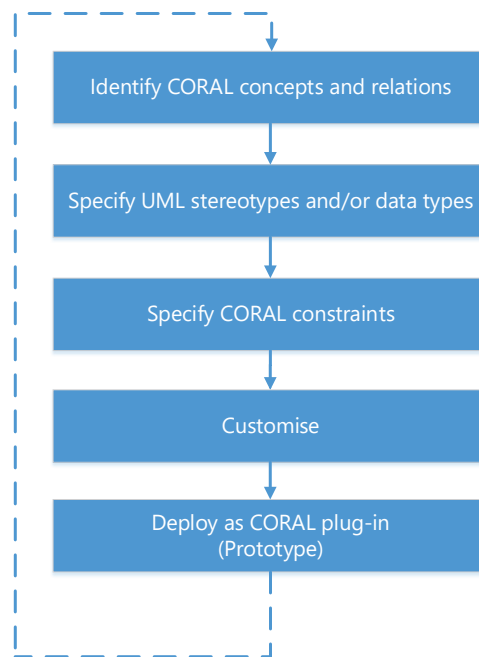 Identify CORAL concepts and relations
Specify UML stereotypes and/or data types
Specify CORAL constraints
Customise
Deploy as CORAL plug-in
(Prototype)